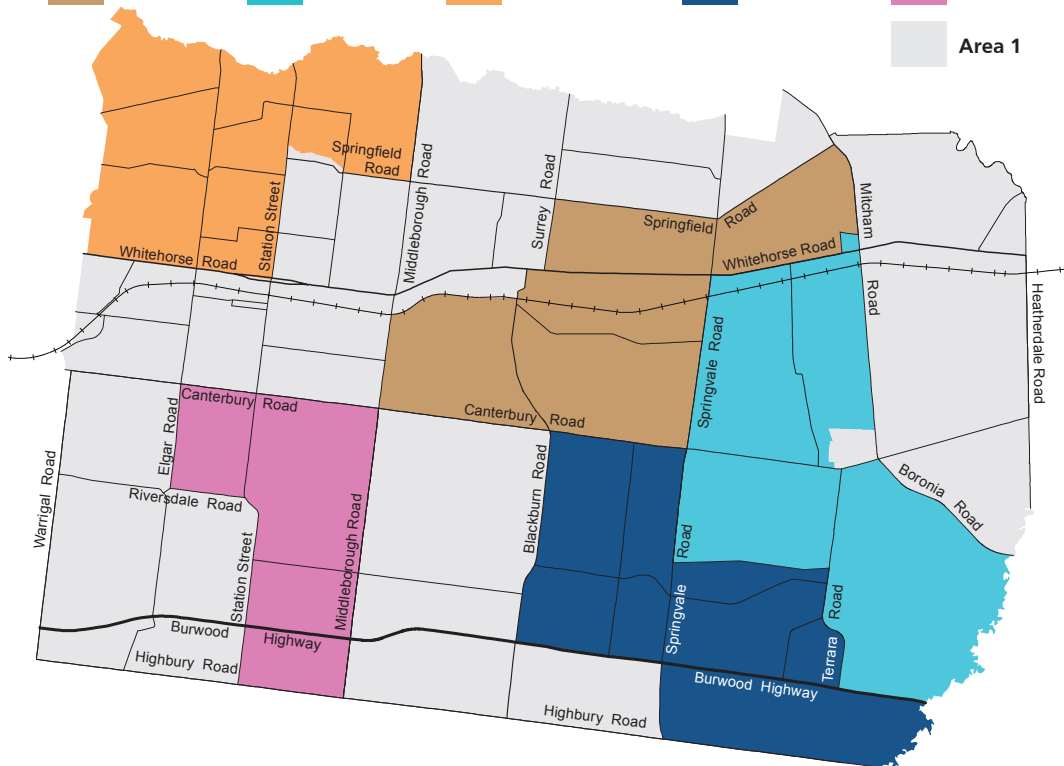 Area 1
Springfield
Road
Station Street
Middleborough Road
Surrey Road
Springfield Road
Mitcham
Road
Whitehorse Road
Whitehorse Road
Heatherdale Road
Springvale Road
Canterbury Road
Canterbury Road
Elgar Road
Warrigal Road
Riversdale Road
Station Street
Middleborough Road
Blackburn Road
Boronia Road
Road
Springvale
Road
Terrara
Burwood Highway
Highbury Road
Burwood Highway
Highbury Road